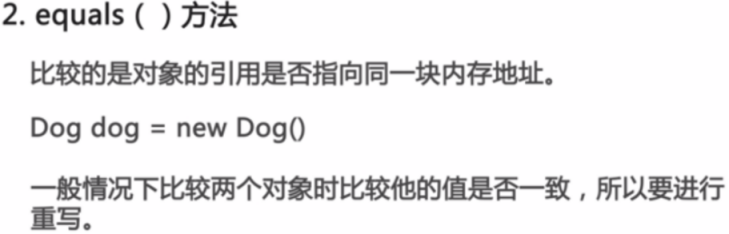 2. equals ( ) 方法
比较的是对象的引用是否指向同一块内存地址。
Dog dog = new Dog()
一般情况下比较两个对象时比较他的值是否一致，所以要进行
重写。